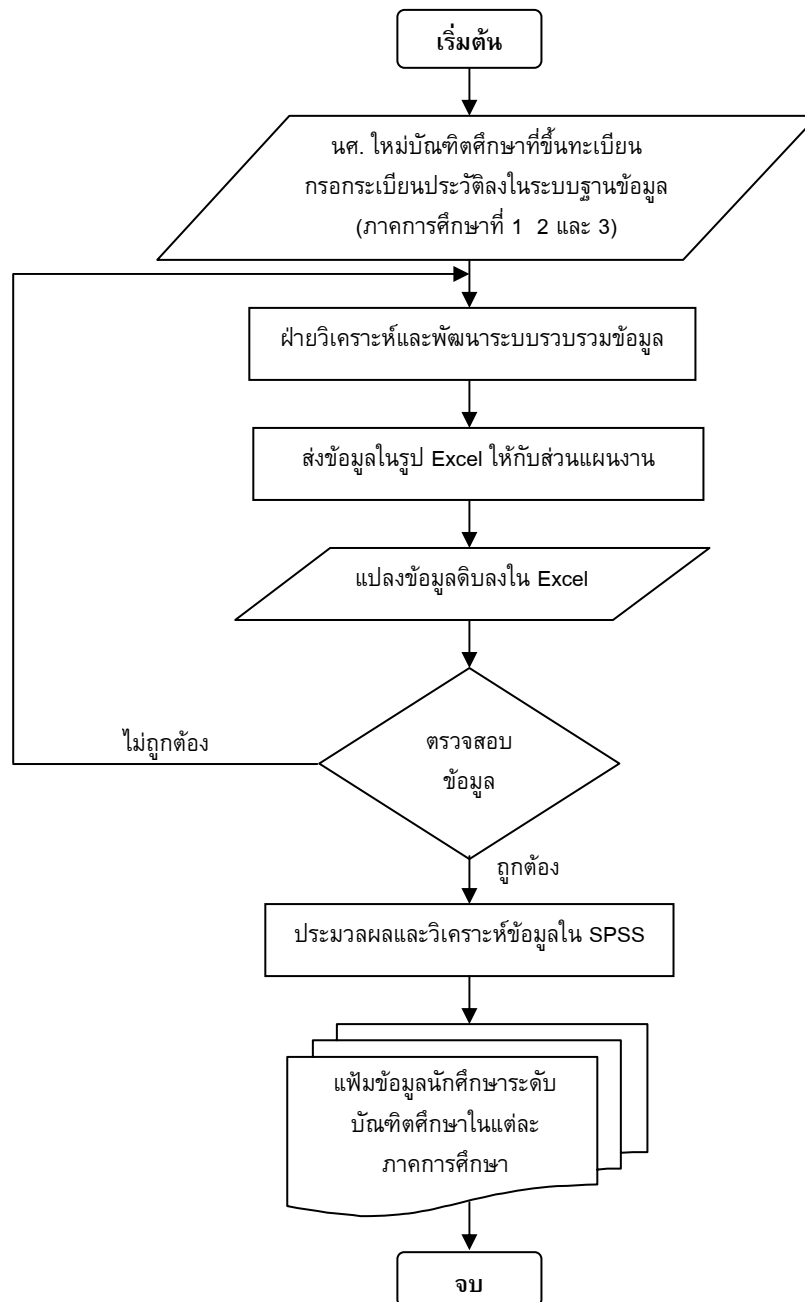 เริ่มต้น
นศ. ใหม่บัณฑิตศึกษาที่ขึ้นทะเบียน
กรอกระเบียนประวัติลงในระบบฐานข้อมูล
(ภาคการศึกษาที่ 1 2 และ 3)
ฝ่ายวิเคราะห์และพัฒนาระบบรวบรวมข้อมูล
ส่งข้อมูลในรูป Excel ให้กับส่วนแผนงาน
แปลงข้อมูลดิบลงใน Excel
ไม่ถูกต้อง
ตรวจสอบ
ข้อมูล
ถูกต้อง
ประมวลผลและวิเคราะห์ข้อมูลใน SPSS
แฟ้มข้อมูลนักศึกษาระดับ
บัณฑิตศึกษาในแต่ละ
ภาคการศึกษา
จบ